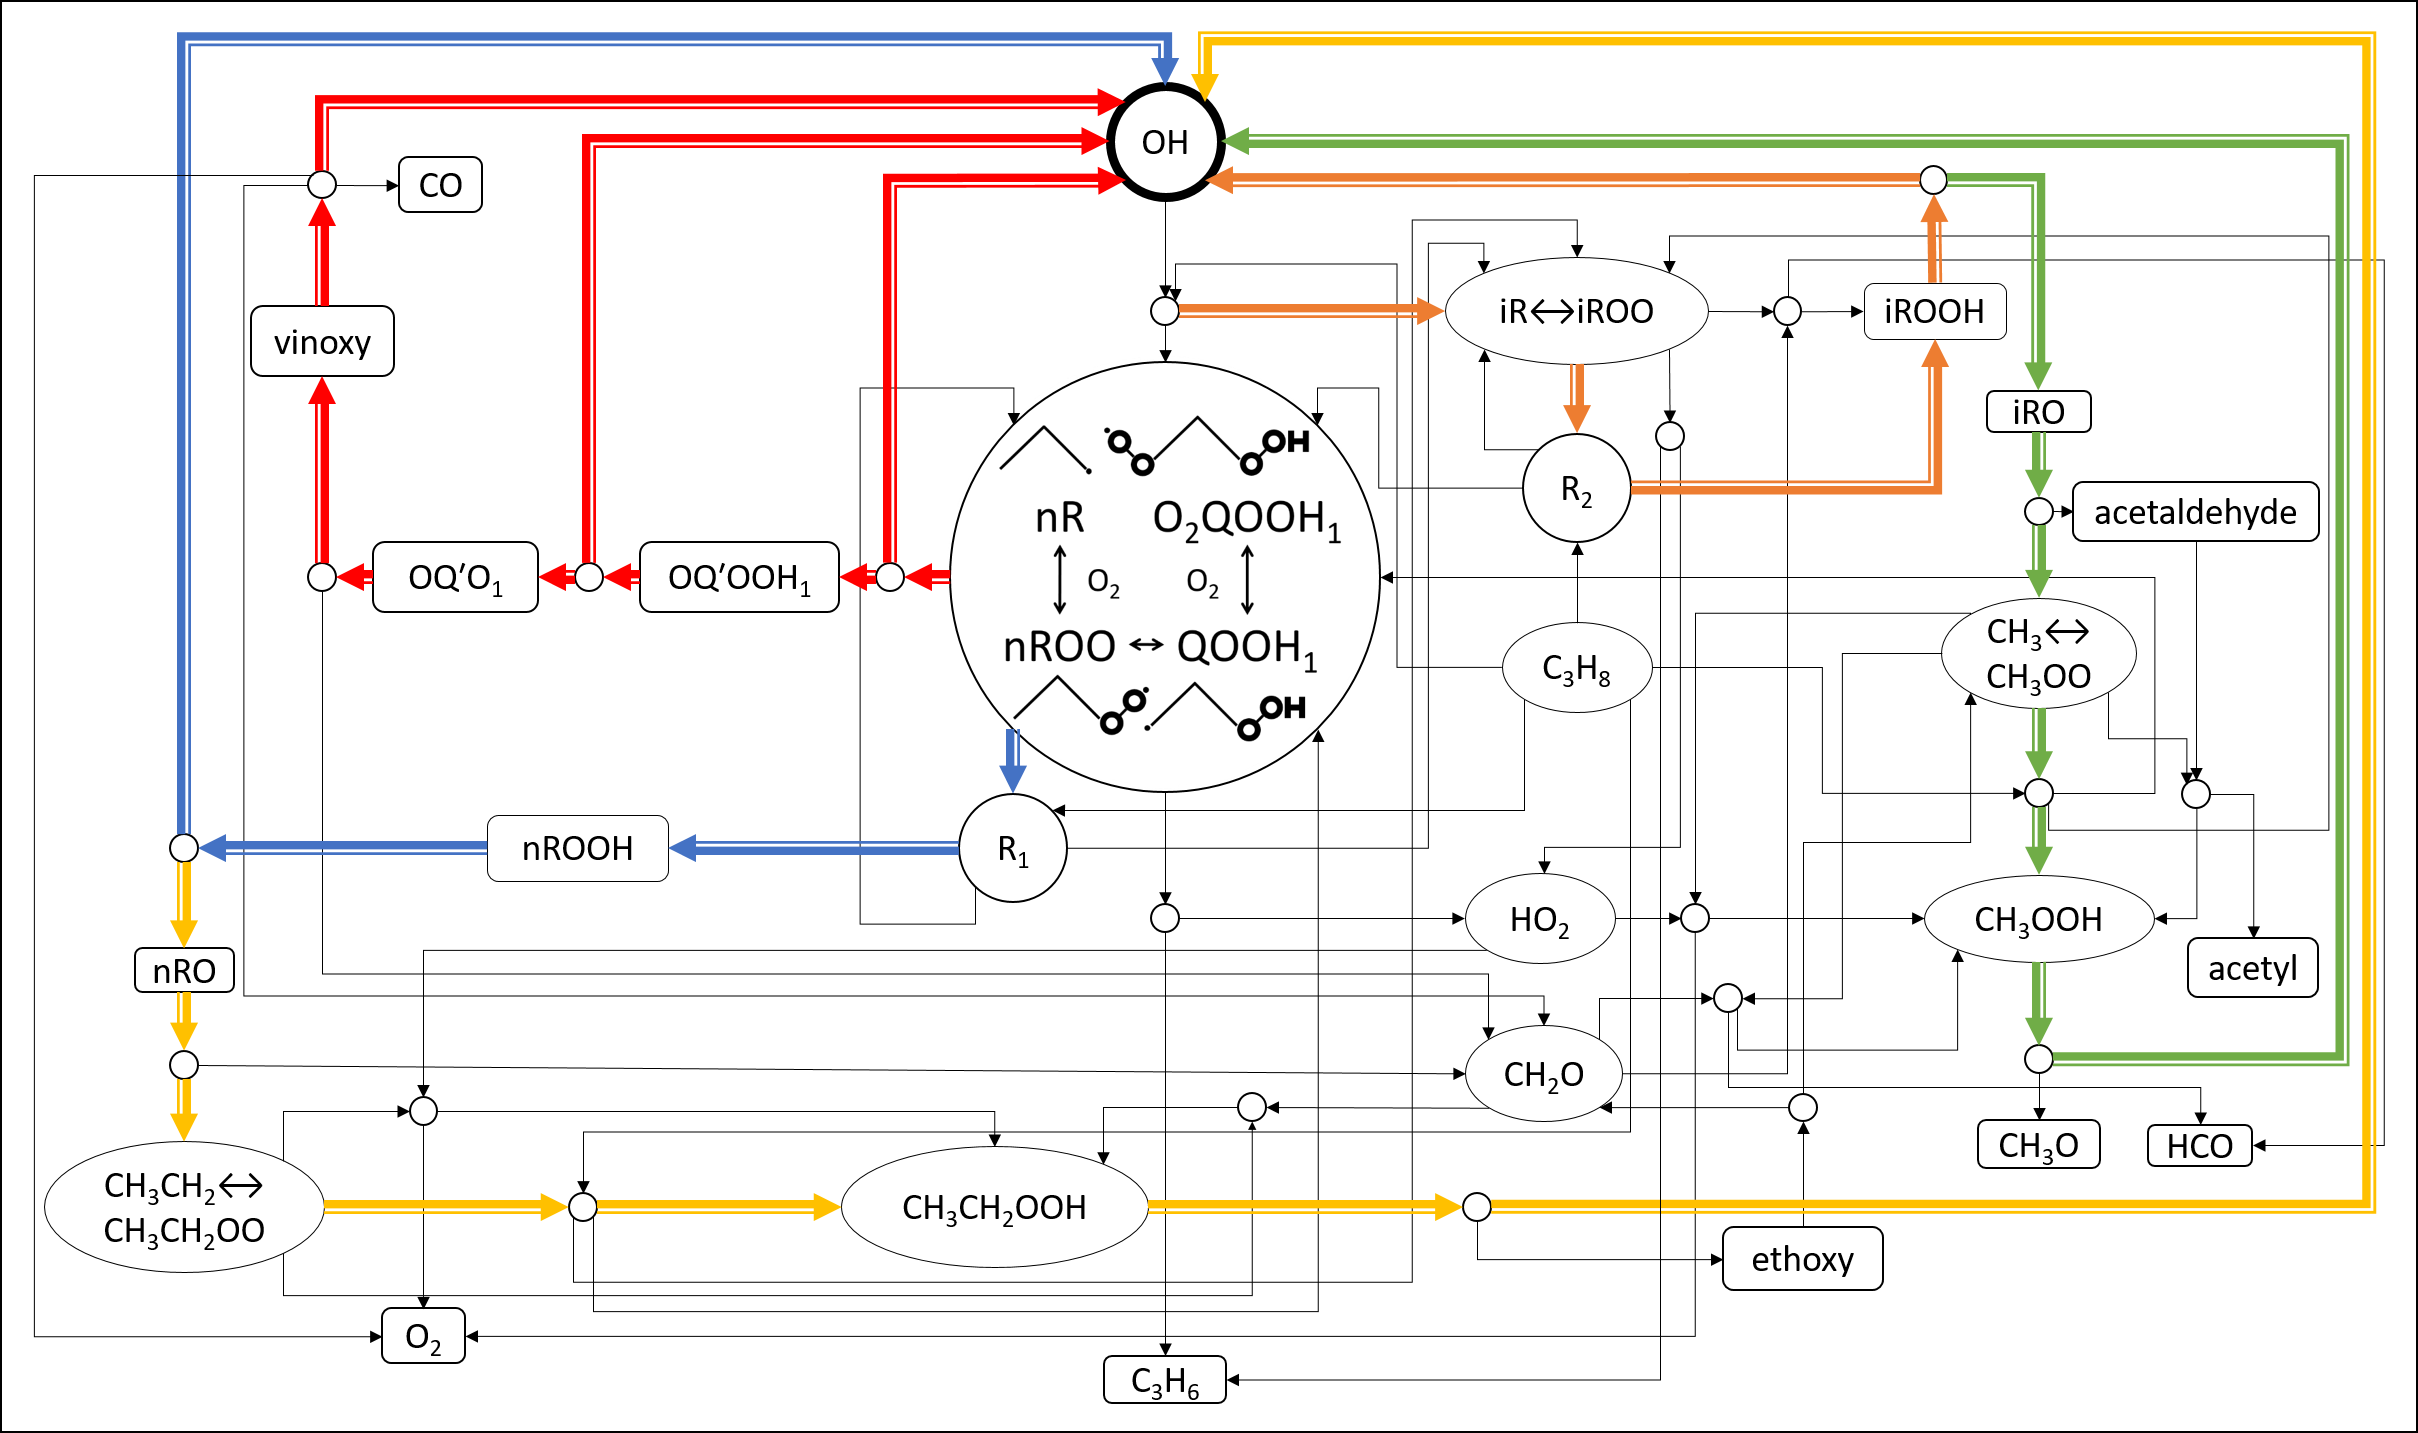 OH
CO
iR↔iROO
iROOH
vinoxy
iRO
O OH
O O
R₂
acetaldehyde
nR O₂QOOH₁
OQ′O₁
OQ′OOH₁
O₂ O₂
nROO ↔ QOOH₁
O OH
O O
C₃H₈
CH₃↔
CH₃OO
nROOH
R₁
HO₂
CH₃OOH
nRO
acetyl
CH₂O
CH₃O
HCO
CH₃CH₂↔
CH₃CH₂OO
CH₃CH₂OOH
ethoxy
O₂
C₃H₆